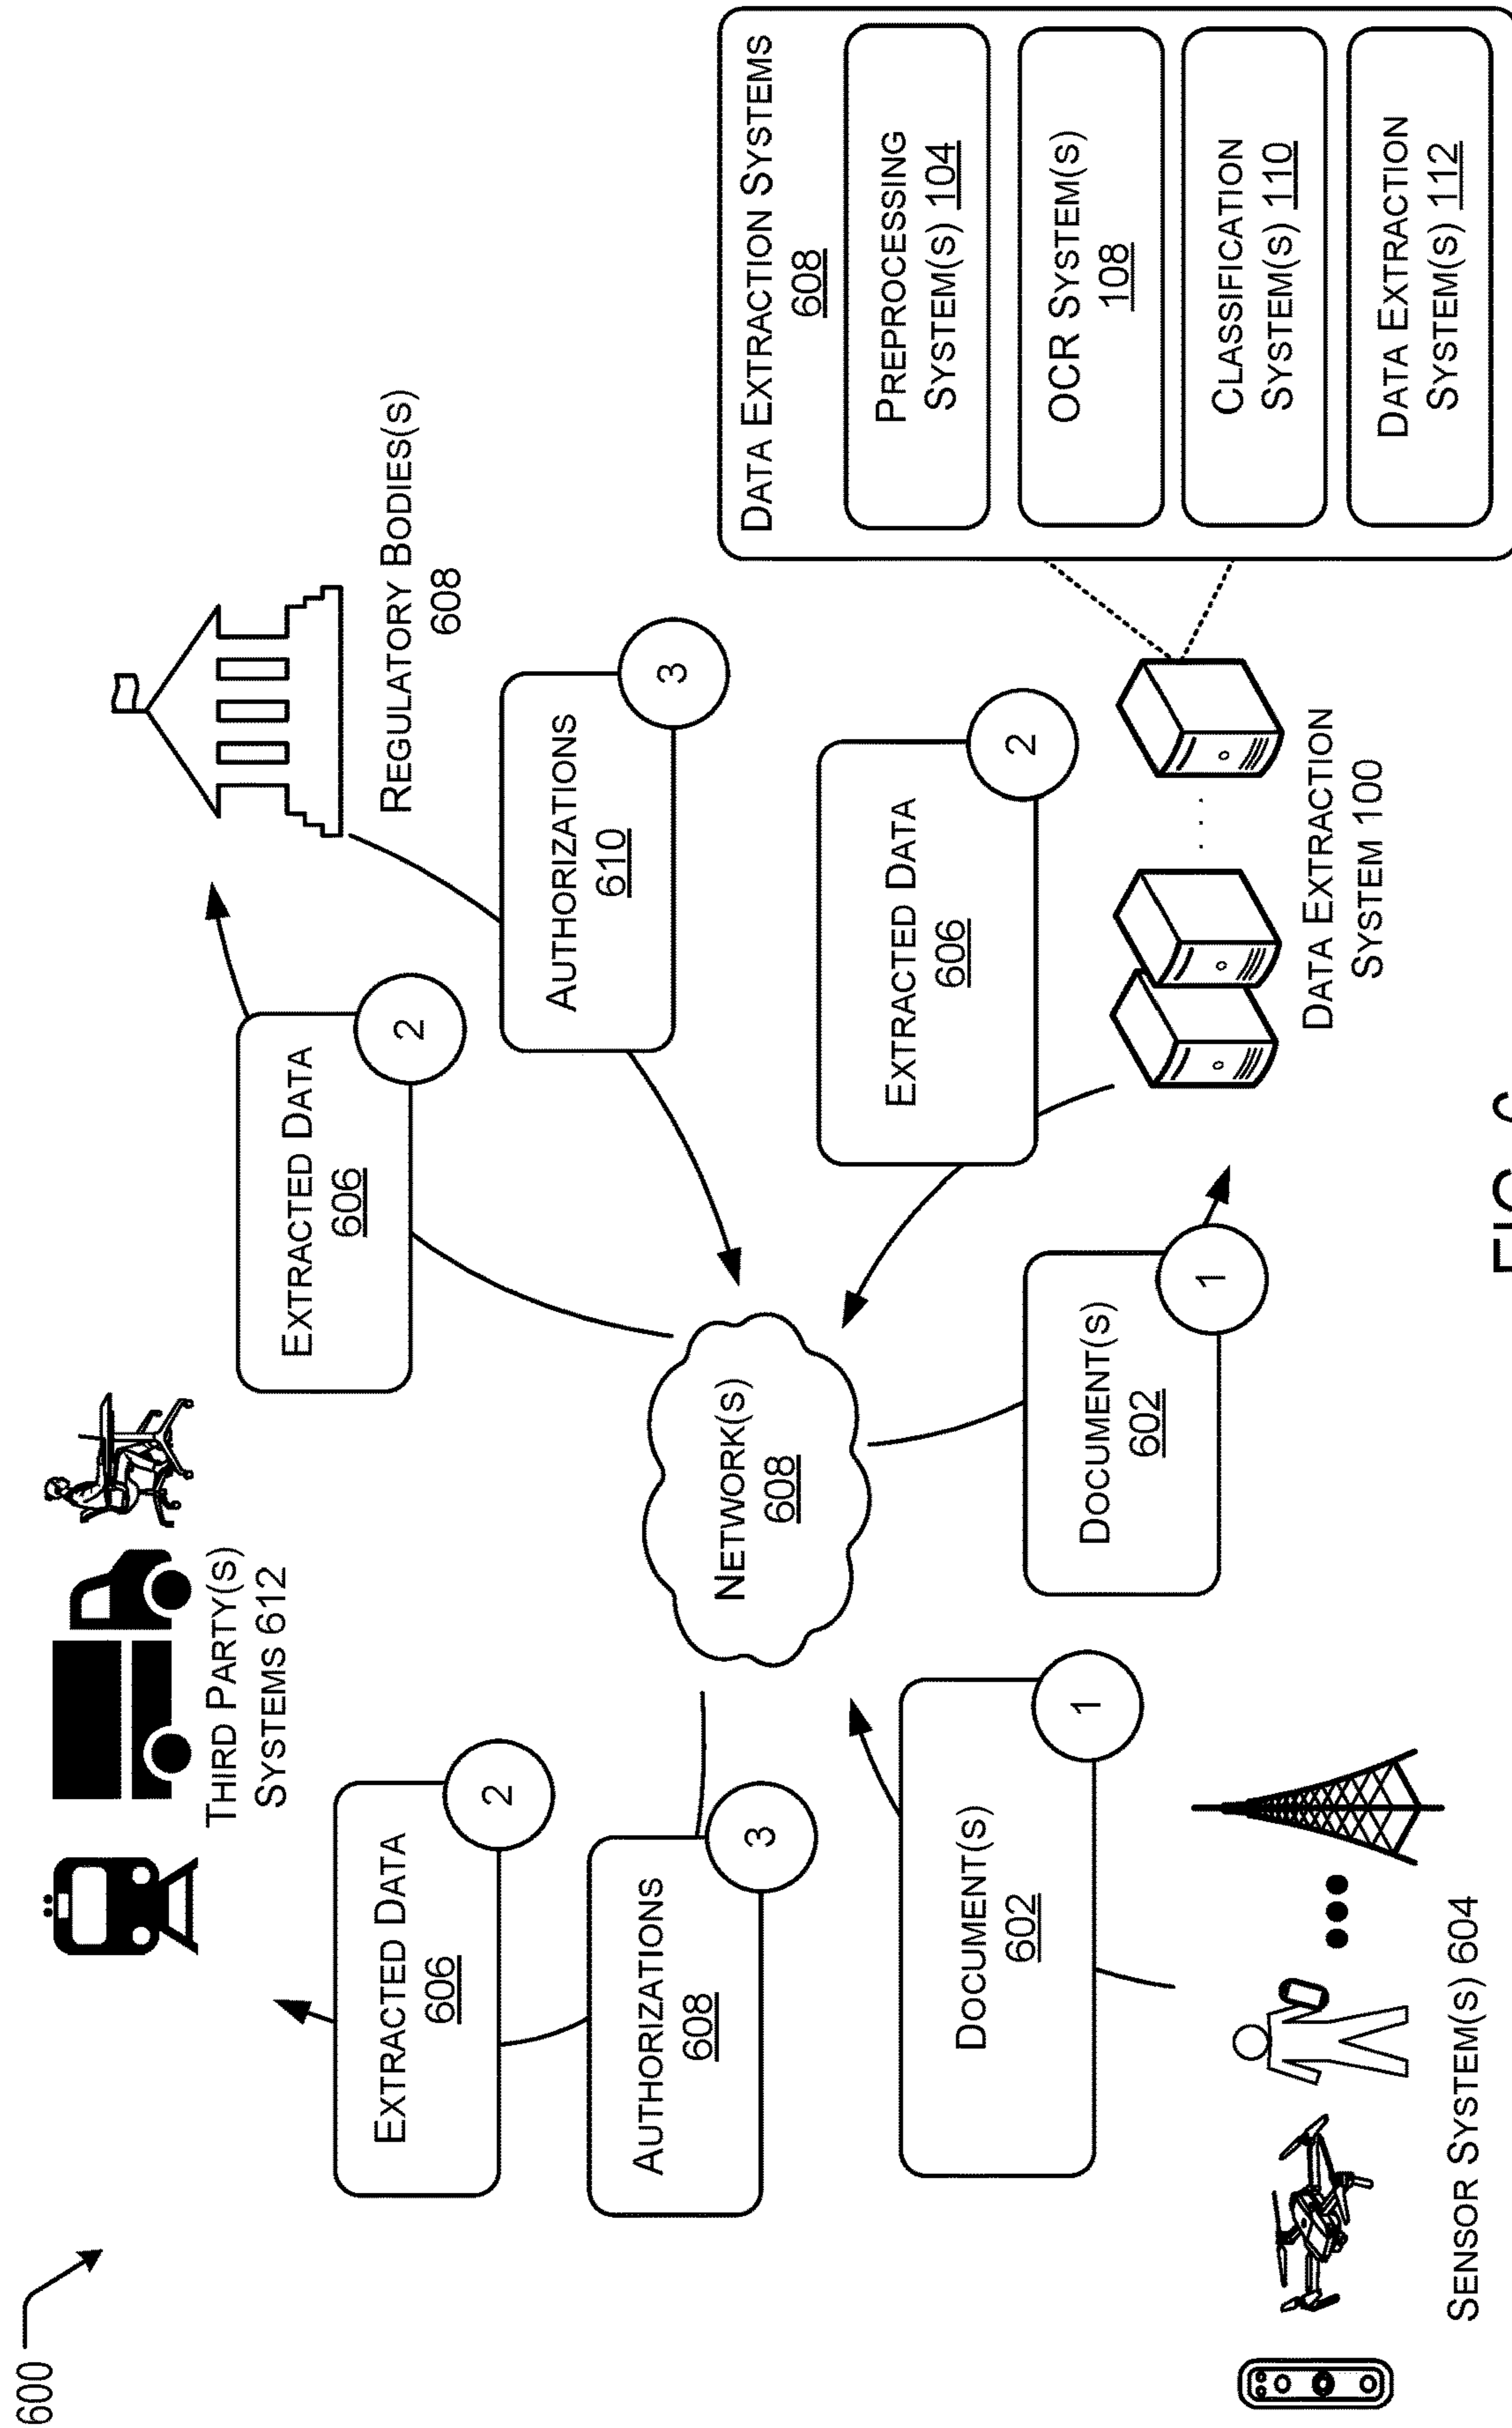 600
THIRD PARTY(S)
SYSTEMS 612
EXTRACTED DATA
606
2
AUTHORIZATIONS
608
3
EXTRACTED DATA
606
2
REGULATORY BODIES(S)
608
AUTHORIZATIONS
610
3
NETWORK(S)
608
DOCUMENT(S)
602
1
DOCUMENT(S)
602
1
EXTRACTED DATA
606
2
SENSOR SYSTEM(S) 604
DATA EXTRACTION
SYSTEM 100
DATA EXTRACTION SYSTEMS
608
PREPROCESSING
SYSTEM(S) 104
OCR SYSTEM(S)
108
CLASSIFICATION
SYSTEM(S) 110
DATA EXTRACTION
SYSTEM(S) 112